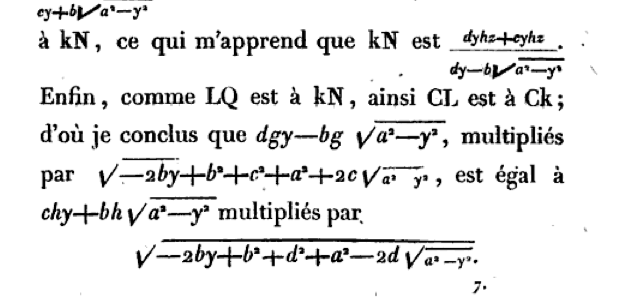 cy+b√a²—y²
à kN, ce qui m'apprend que kN est dyhz+cyhz.
dy—b√a²—y²
Enfin, comme LQ est à kN, ainsi CL est à Ck;
d'où je conclus que dgy—bg √a²—y², multipliés
par √—2by+b²+c²+a²+2c√a² y², est égal à
chy+bh√a²—y² multipliés par
√—2by+b²+d²+a²—2d √a²—y².
7.